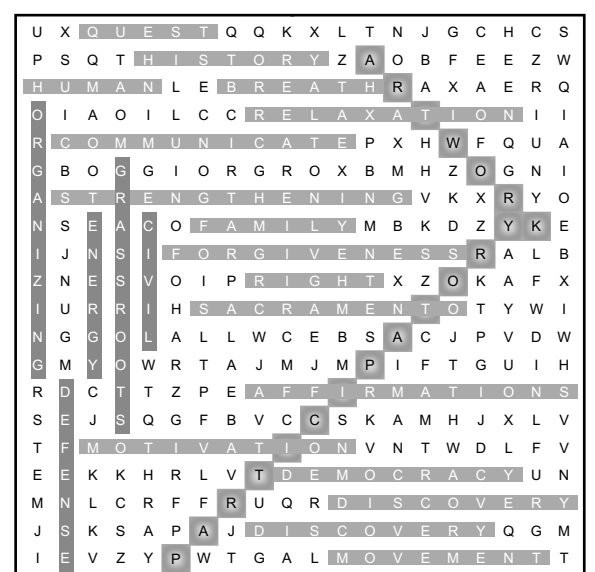 U X Q U E S T Q Q K X L T N J G C H C S
P S Q T H I S T O R Y Z A O B F E E Z W
H U M A N L E B R E A T H R A X A E R Q
O I A O I L C C R E L A X A T I O N I I
R C O M M U N I C A T E P X H W F Q U A
G B O G G I O R G R O X B M H Z O G N I
A S T R E N G T H E N I N G V K X R Y O
N S E A C O F A M I L Y M B K D Z Y K E
I J N S I F O R G I V E N E S S R A L B
Z N E S V O I P R I G H T X Z O K A F X
I U R R I H S A C R A M E N T O T Y W I
N G G O L A L L W C E B S A C J P V D W
G M Y O W R T A J M J M P I F T G U I H
R D C T T Z P E A F F I R M A T I O N S
S E J S Q G F B V C C S K A M H J X L V
T F M O T I V A T I O N V N T W D L F V
E E K K H R L V T D E M O C R A C Y U N
M N L C R F F R U Q R D I S C O V E R Y
J S K S A P A J D I S C O V E R Y Q G M
I E V Z Y P W T G A L M O V E M E N T T